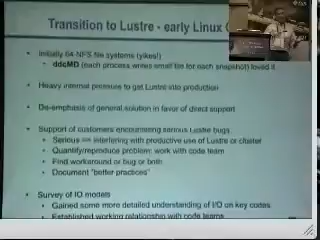 Transition to Lustre - early Linux
Initially 64 NFS file systems (yikes!)
ddcMD (each process writes small file for each snapshot) loved it
Heavy internal pressure to get Lustre into production
De-emphasis of general solution in favor of direct support
Support of customers encountering serious Lustre bugs
Serious == interfering with productive use of Lustre or cluster
Quantify/reproduce problem: work with code team
Find workaround or bug or both
Document "better practices"
Survey of IO models
Gained some more detailed understanding of I/O on key codes
Established working relationship with code teams